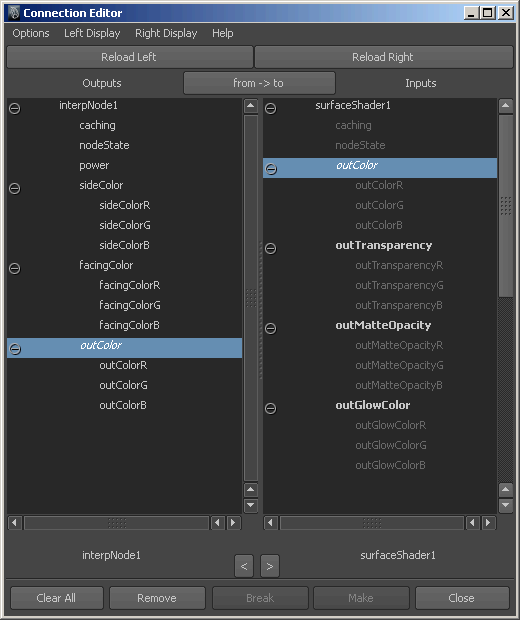 Connection Editor
Options Left Display Right Display Help
Reload Left Reload Right
Outputs from -> to Inputs
interpNode1
caching
nodeState
power
sideColor
sideColorR
sideColorG
sideColorB
facingColor
facingColorR
facingColorG
facingColorB
outColor
outColorR
outColorG
outColorB
surfaceShader1
caching
nodeState
outColor
outColorR
outColorG
outColorB
outTransparency
outTransparencyR
outTransparencyG
outTransparencyB
outMatteOpacity
outMatteOpacityR
outMatteOpacityG
outMatteOpacityB
outGlowColor
outGlowColorR
outGlowColorG
outGlowColorB
interpNode1 < > surfaceShader1
Clear All Remove Break Make Close